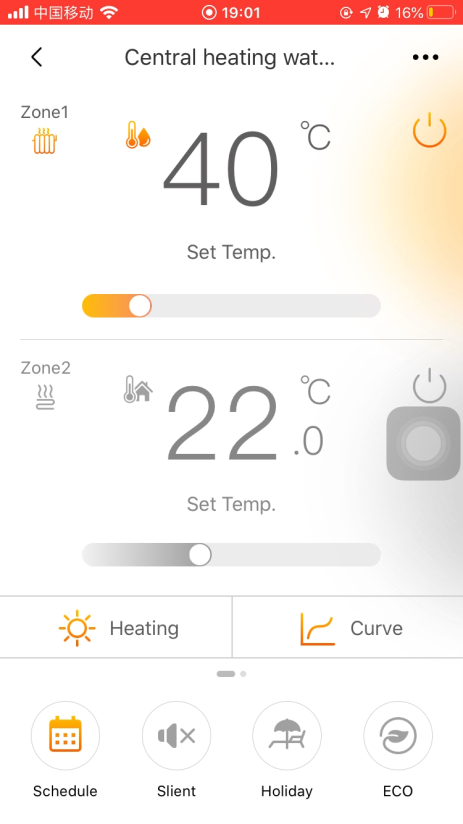 中国移动 19:01 16%
Central heating wat...
Zone1
40 °C
Set Temp.
Zone2
22.0 °C
Set Temp.
Heating Curve
Schedule Slient Holiday ECO